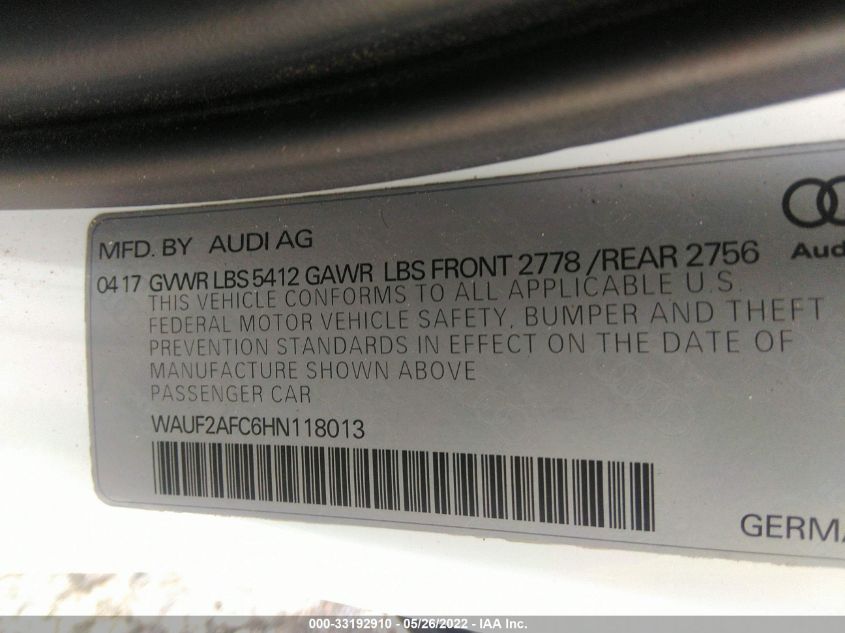 MFD. BY AUDI AG
0417 GVWR LBS 5412 GAWR LBS FRONT 2778 /REAR 2756
THIS VEHICLE CONFORMS TO ALL APPLICABLE U.S.
FEDERAL MOTOR VEHICLE SAFETY, BUMPER AND THEFT
PREVENTION STANDARDS IN EFFECT ON THE DATE OF
MANUFACTURE SHOWN ABOVE
PASSENGER CAR
WAUF2AFC6HN118013
Aud
GERMA
000-33192910 - 05/26/2022 - IAA Inc.